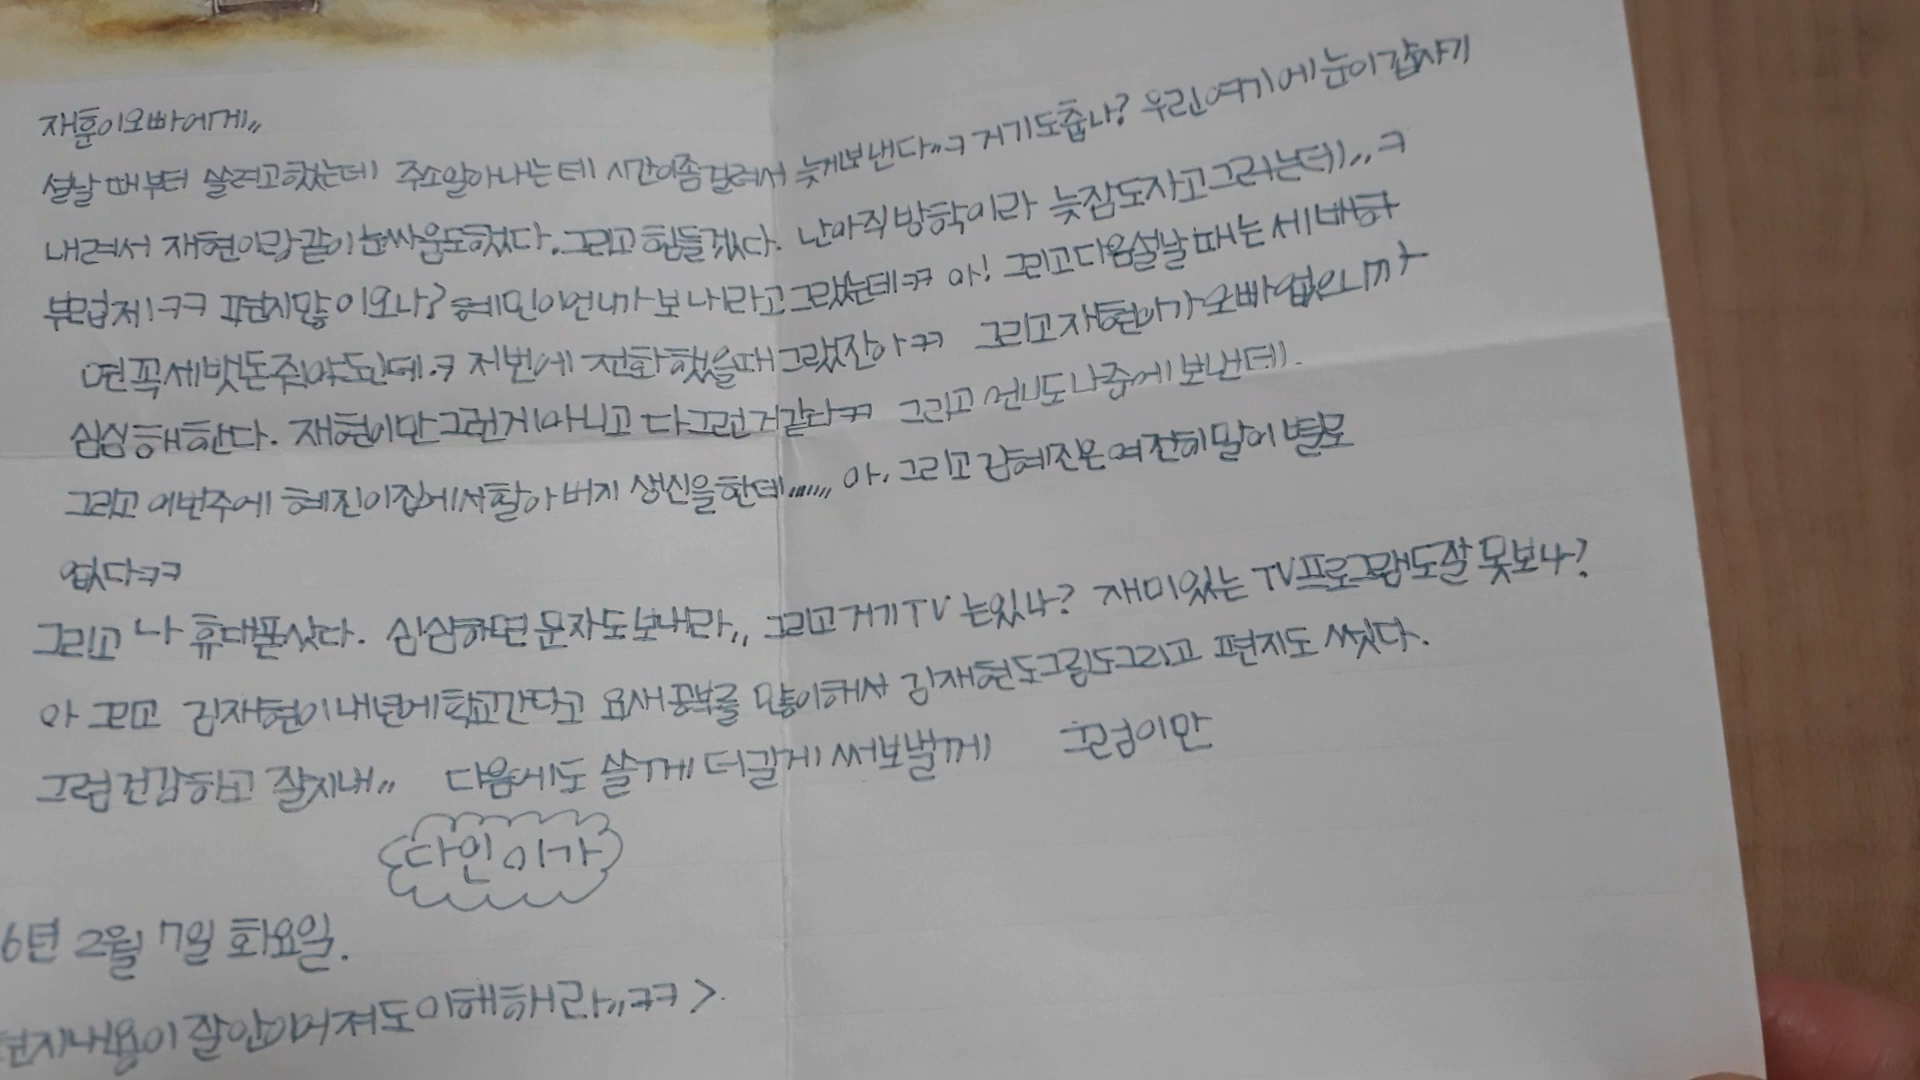 재훈이오빠에게,,
설날 때부터 쓸려고했는데 주소알아내는데 시간이좀걸려서 늦게보낸다,,ㅋ 거기도춥나? 우린여기에눈이갑자기
내려서 재현이랑같이눈싸움도했다. 그리고힘들겠다. 난아직방학이라 늦잠도자고그러는데,,ㅋ
부럽제!ㅋㅋ 편지많이오나? 혜민이언니가보내라고그랬는데ㅋㅋ 아! 그리고다음설날때는세배하
면꼭세뱃돈줘야된데.ㅋ 저번에 전화했을때그랬잔아ㅋㅋ 그리고재현이가오빠없으니까
심심해한다. 재현이만그런게아니고 다그런거같다ㅋㅋ 그리고 언니도나중에보낸데.
그리고 이번주에 혜진이집에서할아버지 생신을한데,,,,,, 아. 그리고김혜진은여전히말이별로
없다ㅋㅋ
그리고 나 휴대폰샀다. 심심하면문자도보내라,, 그리고거기TV는있나? 재미있는TV프로그램도잘못보나?
아 그리고 김재현이내년에학교간다고 요새공부를 많이해서 김재현도그림도그리고 편지도 썼다.
그럼건강하고 잘지내,, 다음에도 쓸께 더길게써보낼께 그럼이만
다인이가
6년 2월 7일 화요일.
편지내용이잘안이어져도이해해라,,ㅋㅋ>